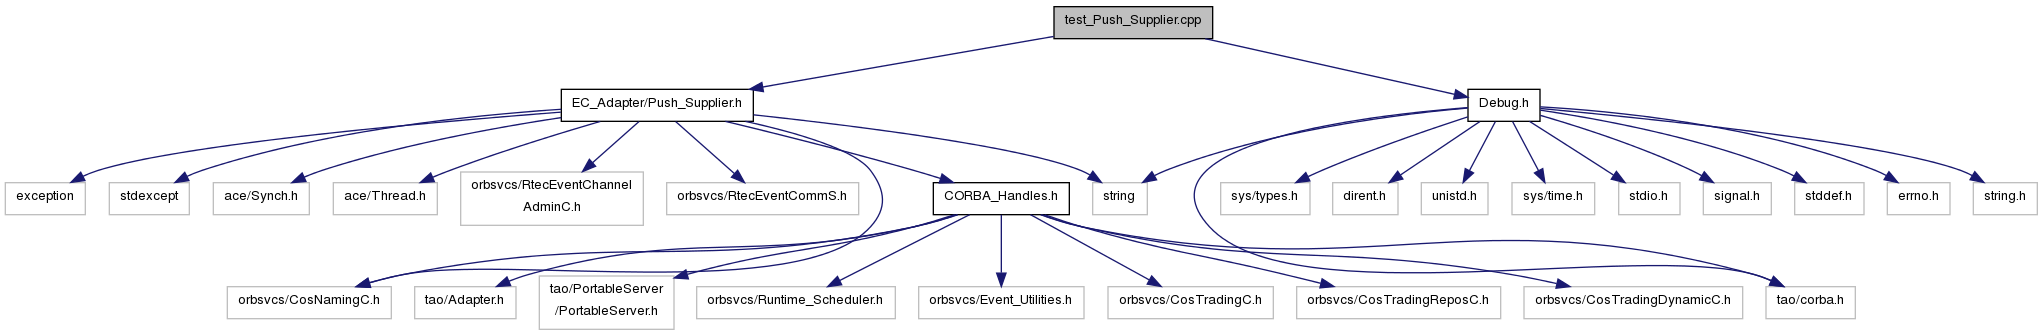 test_Push_Supplier.cpp
EC_Adapter/Push_Supplier.h
Debug.h
exception
stdexcept
ace/Synch.h
ace/Thread.h
orbsvcs/RtecEventChannel
AdminC.h
orbsvcs/RtecEventCommS.h
CORBA_Handles.h
string
sys/types.h
dirent.h
unistd.h
sys/time.h
stdio.h
signal.h
stddef.h
errno.h
string.h
orbsvcs/CosNamingC.h
tao/Adapter.h
tao/PortableServer
/PortableServer.h
orbsvcs/Runtime_Scheduler.h
orbsvcs/Event_Utilities.h
orbsvcs/CosTradingC.h
orbsvcs/CosTradingReposC.h
orbsvcs/CosTradingDynamicC.h
tao/corba.h